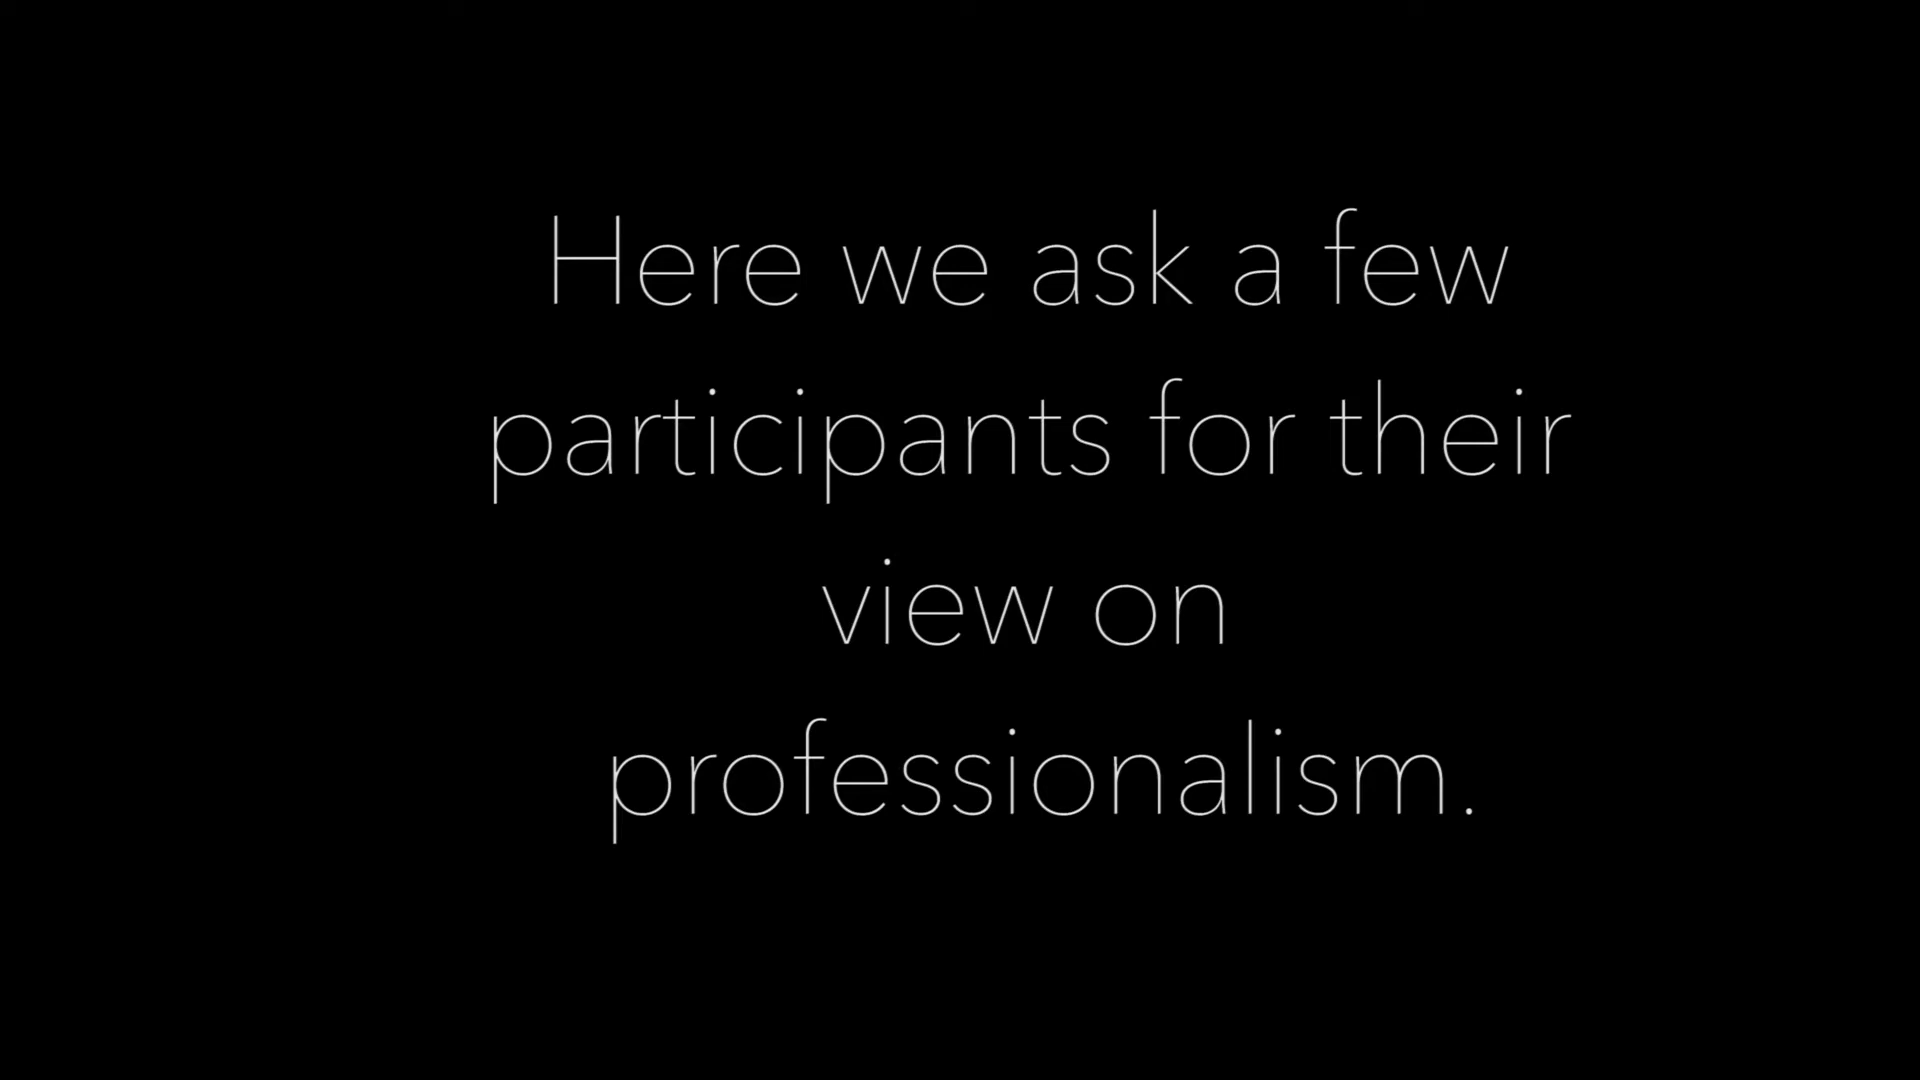 Here we ask a few
participants for their
view on
professionalism.